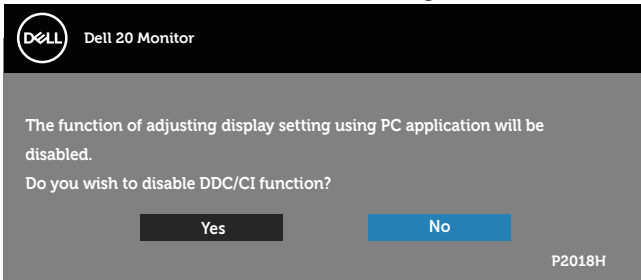 DELL
Dell 20 Monitor
The function of adjusting display setting using PC application will be
disabled.
Do you wish to disable DDC/CI function?
Yes
No
P2018H